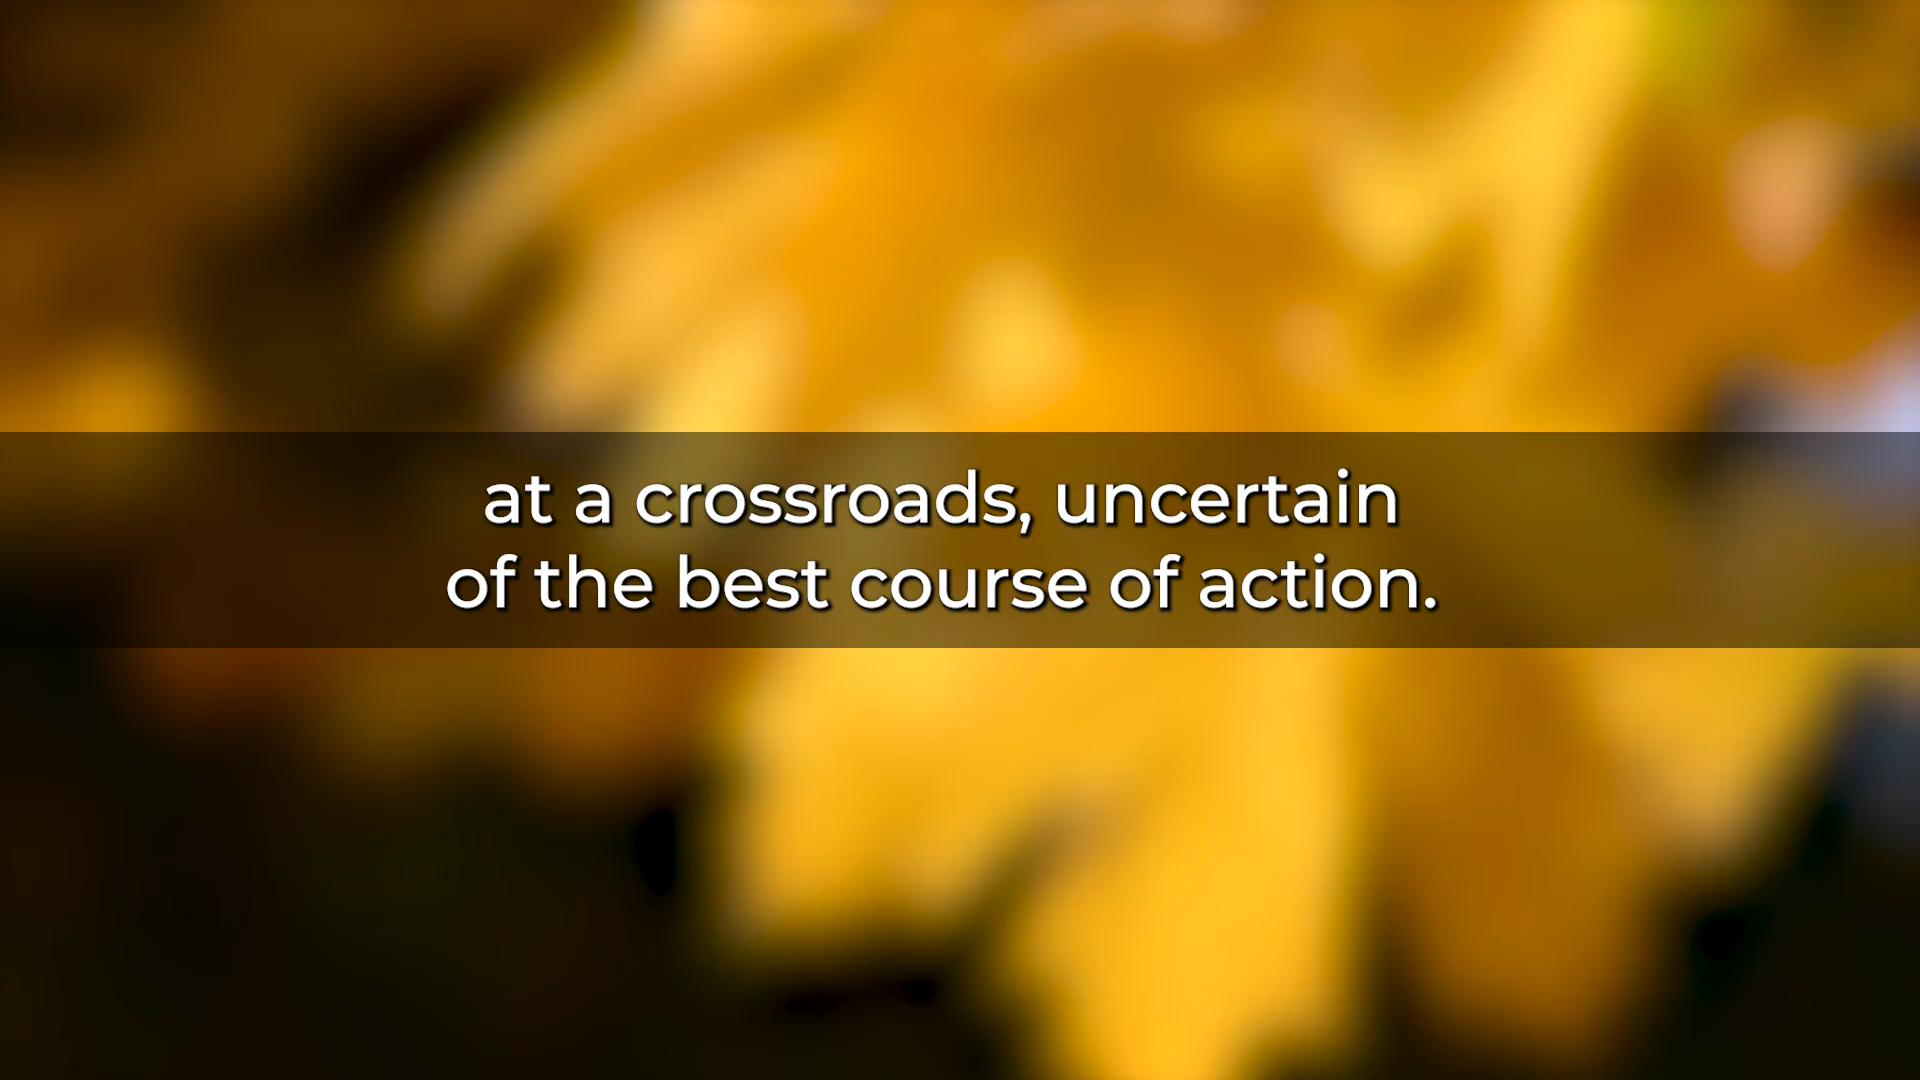 at a crossroads, uncertain
of the best course of action.